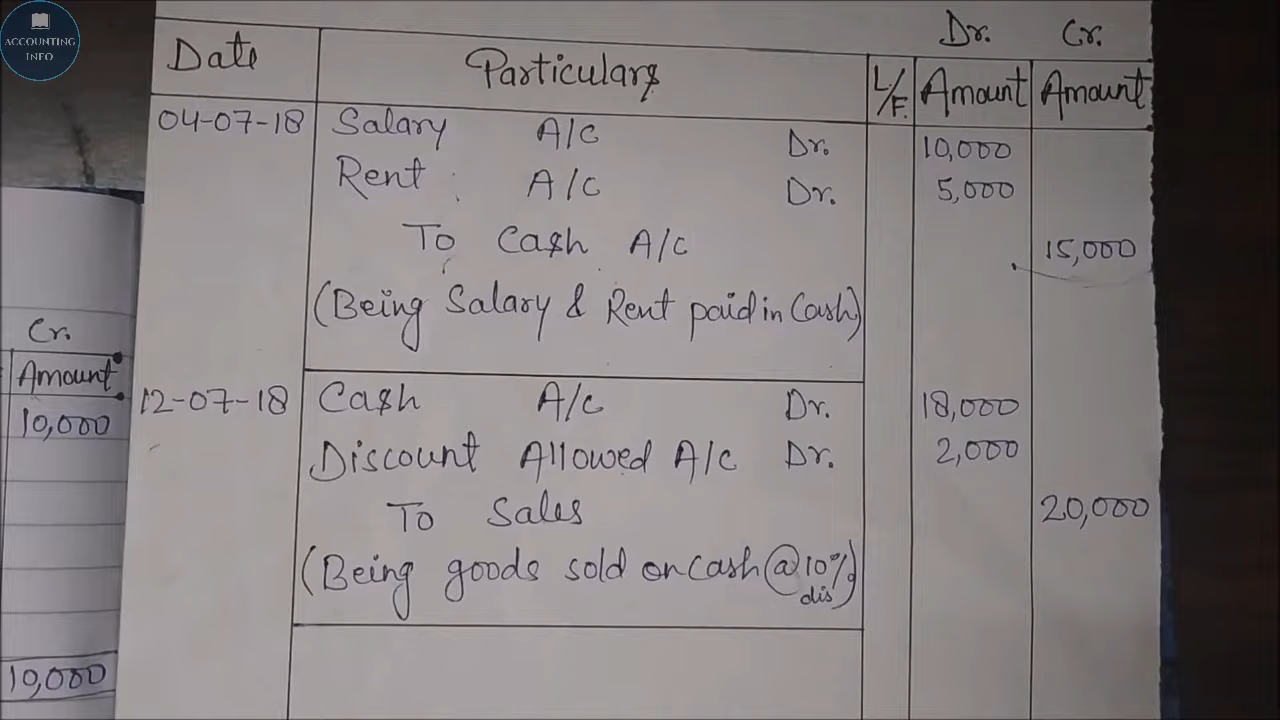 ACCOUNTING
INFO
Dr. Cr.
Date Particulars L/F. Amount Amount
04-07-18 Salary A/C Dr. 10,000
Rent A/C Dr. 5,000
To Cash A/C 15,000
(Being Salary & Rent paid in Cash)
12-07-18 Cash A/C Dr. 18,000
Discount Allowed A/C Dr. 2,000
To Sales 20,000
(Being goods sold on Cash @ 10%
dis)
Cr.
Amount
10,000
10,000